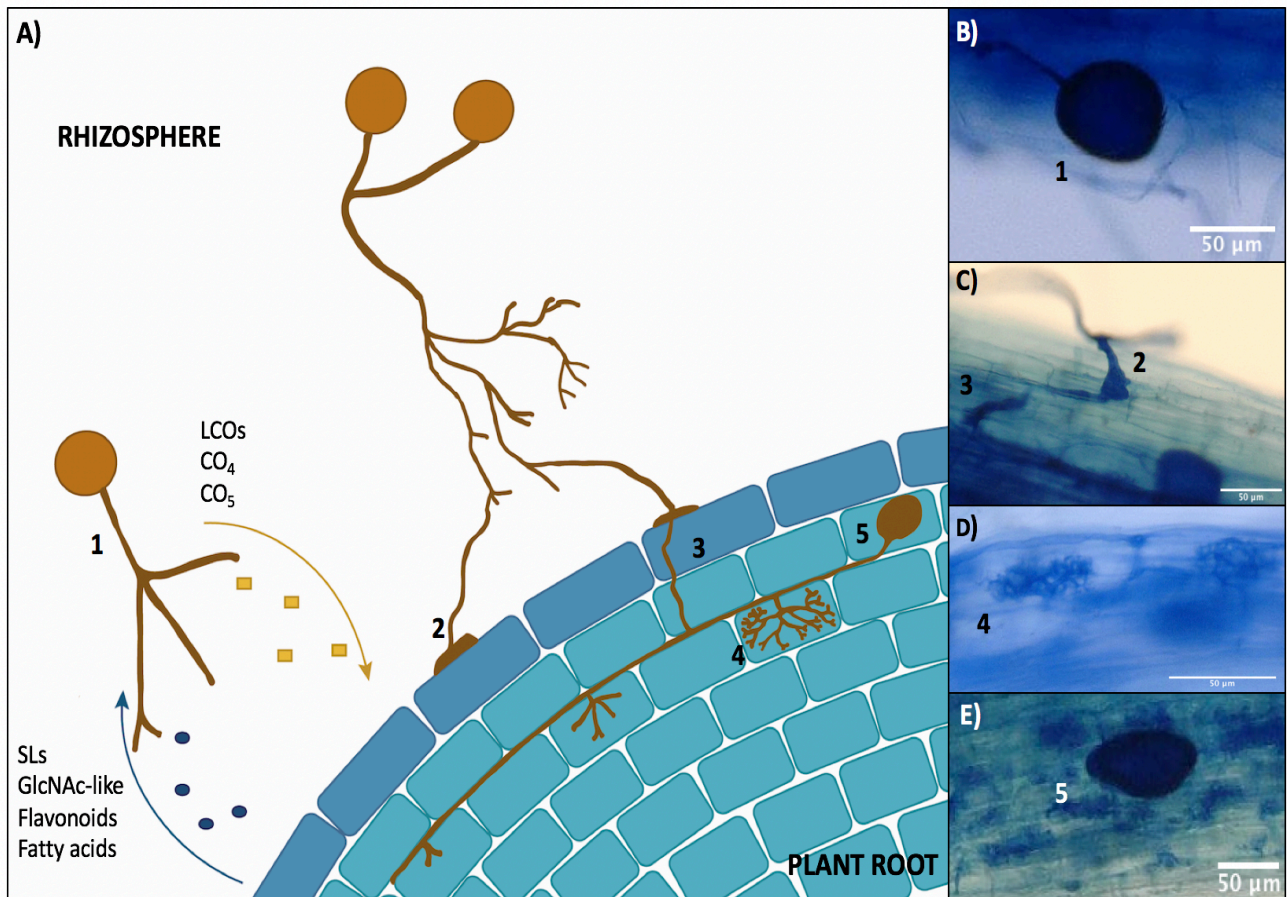 A)
RHIZOSPHERE
LCOs
CO₄
CO₅
1
2
3
4
5
SLs
GlcNAc-like
Flavonoids
Fatty acids
PLANT ROOT
B)
1
50 µm
C)
2
3
50 µm
D)
4
50 µm
E)
5
50 µm